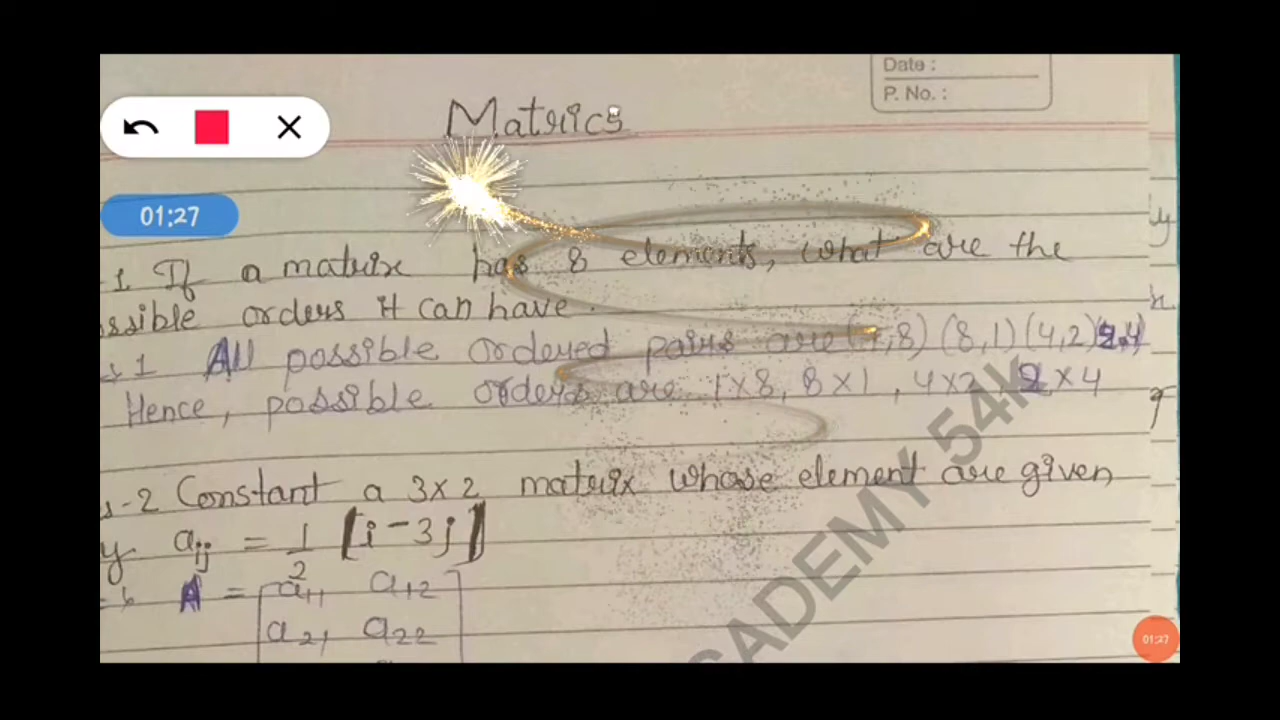 Date :
P. No. :
Matrics
01:27
1 If a matrix has 8 elements, what are the
ssible orders it can have.
1 All possible ordered pairs are (1,8) (8,1) (4,2) 2,4)
Hence, possible orders are 1×8, 8×1, 4×2 2×4
-2 Constant a 3×2 matrix whose element are given
y aij = 1/2 [i-3j]
A = a11 a12
a21 a22
CADEMY 54K
01:27